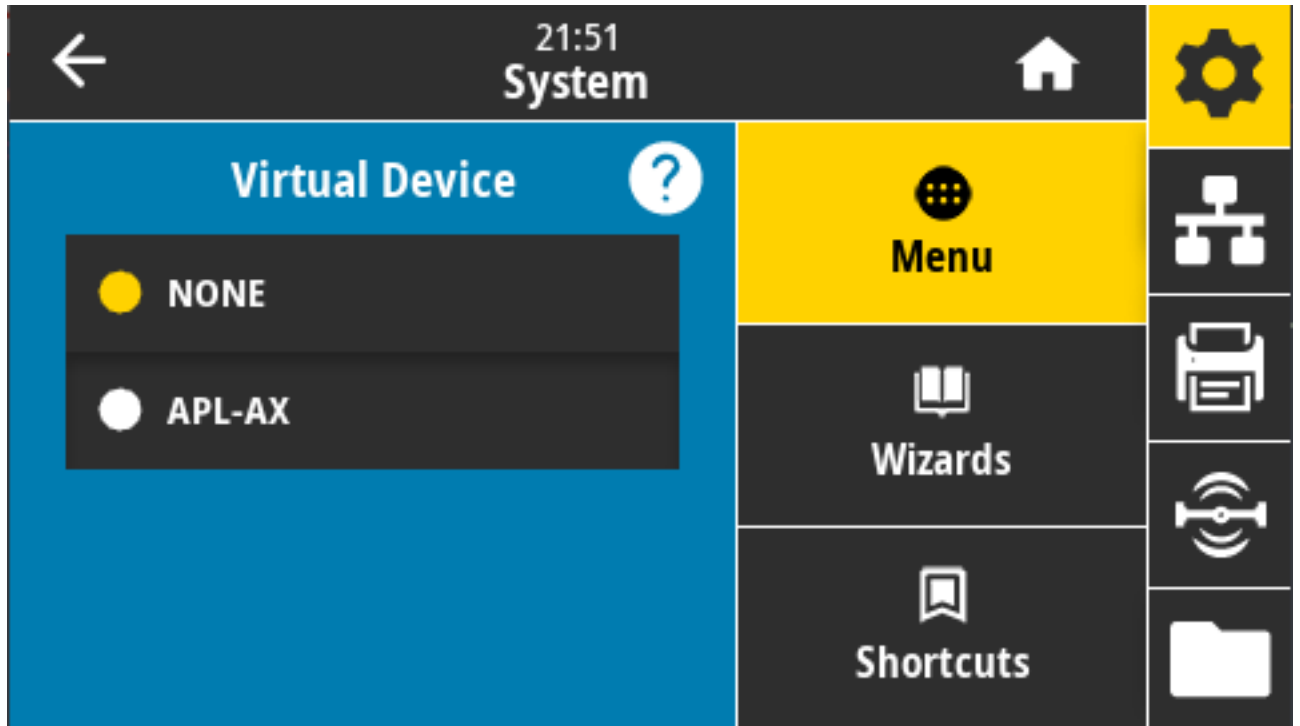 21:51
System
Virtual Device
?
NONE
APL-AX
Menu
Wizards
Shortcuts